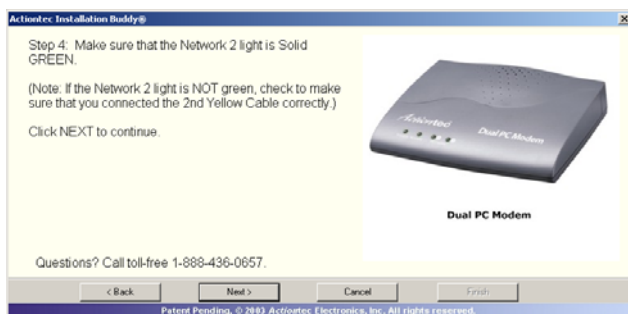 Actiontec Installation Buddy®
Step 4: Make sure that the Network 2 light is Solid
GREEN.
(Note: If the Network 2 light is NOT green, check to make
sure that you connected the 2nd Yellow Cable correctly.)
Click NEXT to continue.
Actiontec
Dual PC Modem
Dual PC Modem
Questions? Call toll-free 1-888-436-0657.
< Back
Next >
Cancel
Finish
Patent Pending, © 2003 Actiontec Electronics, Inc. All rights reserved.